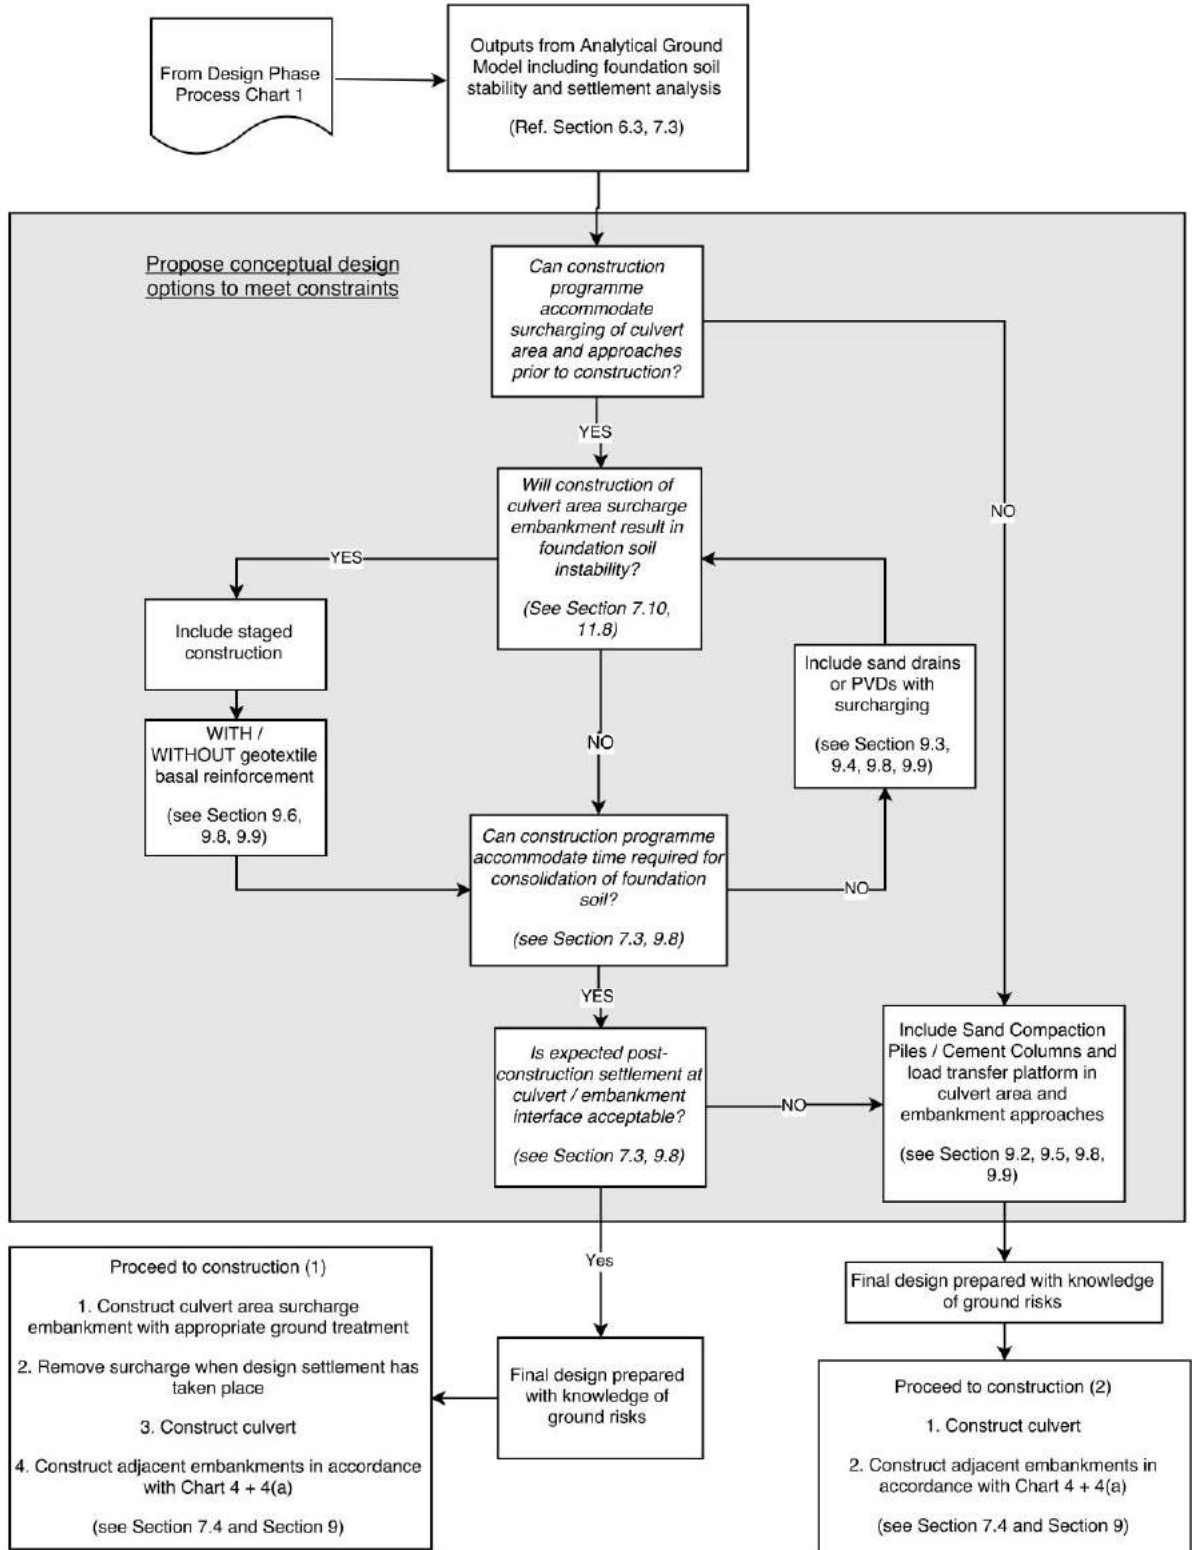 From Design Phase
Process Chart 1
Outputs from Analytical Ground
Model including foundation soil
stability and settlement analysis
(Ref. Section 6.3, 7.3)
Propose conceptual design
options to meet constraints
Can construction
programme
accommodate
surcharging of culvert
area and approaches
prior to construction?
YES
NO
Will construction of
culvert area surcharge
embankment result in
foundation soil
instability?
(See Section 7.10,
11.8)
YES
Include staged
construction
WITH /
WITHOUT geotextile
basal reinforcement
(see Section 9.6,
9.8, 9.9)
NO
Include sand drains
or PVDs with
surcharging
(see Section 9.3,
9.4, 9.8, 9.9)
Can construction programme
accommodate time required for
consolidation of foundation
soil?
(see Section 7.3, 9.8)
NO
YES
Is expected post-
construction settlement at
culvert / embankment
interface acceptable?
(see Section 7.3, 9.8)
NO
Include Sand Compaction
Piles / Cement Columns and
load transfer platform in
culvert area and
embankment approaches
(see Section 9.2, 9.5, 9.8,
9.9)
Yes
Final design prepared
with knowledge of
ground risks
Proceed to construction (1)
1. Construct culvert area surcharge
embankment with appropriate ground treatment
2. Remove surcharge when design settlement has
taken place
3. Construct culvert
4. Construct adjacent embankments in accordance
with Chart 4 + 4(a)
(see Section 7.4 and Section 9)
Final design prepared with knowledge
of ground risks
Proceed to construction (2)
1. Construct culvert
2. Construct adjacent embankments in
accordance with Chart 4 + 4(a)
(see Section 7.4 and Section 9)